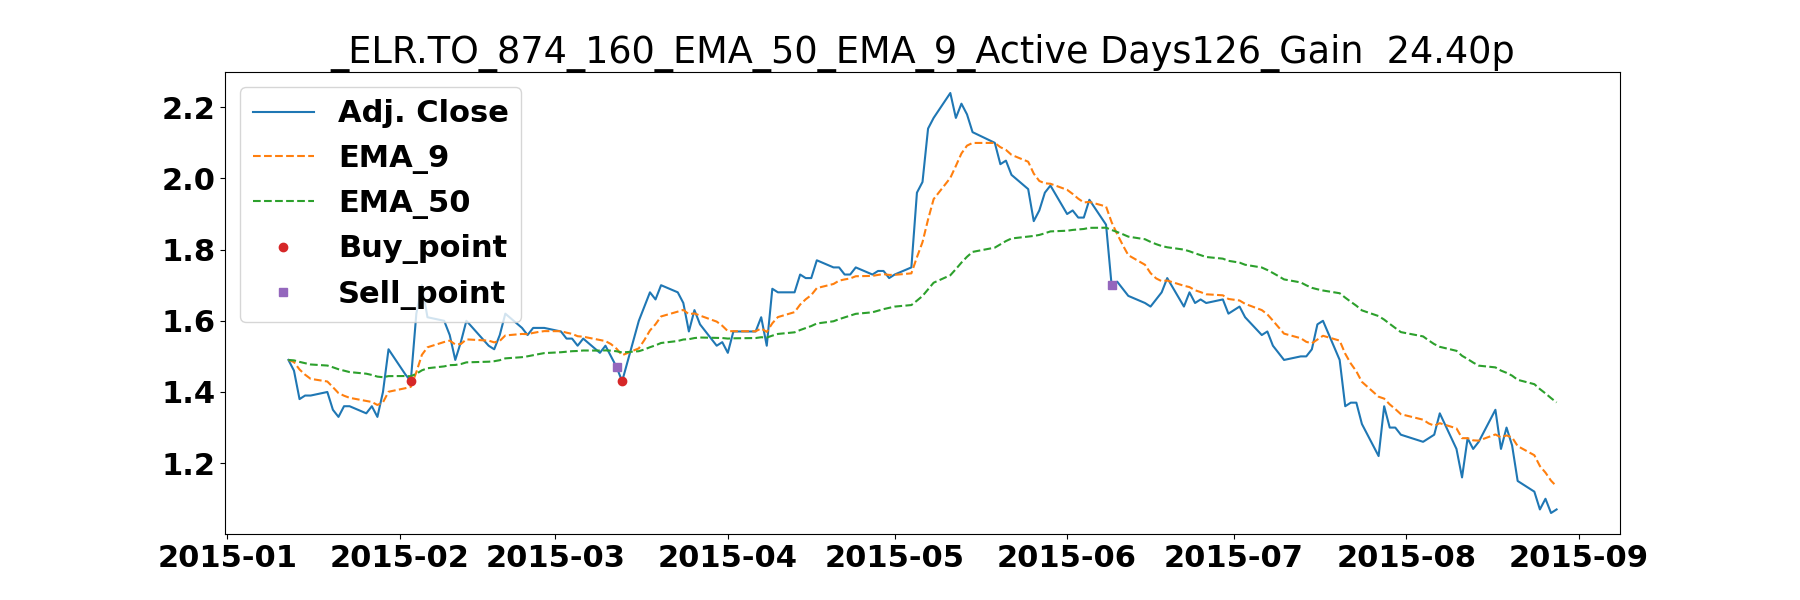 _ELR.TO_874_160_EMA_50_EMA_9_Active Days126_Gain  24.40p
Adj. Close
EMA_9
EMA_50
Buy_point
Sell_point
2.2
2.0
1.8
1.6
1.4
1.2
2015-01 2015-02 2015-03 2015-04 2015-05 2015-06 2015-07 2015-08 2015-09